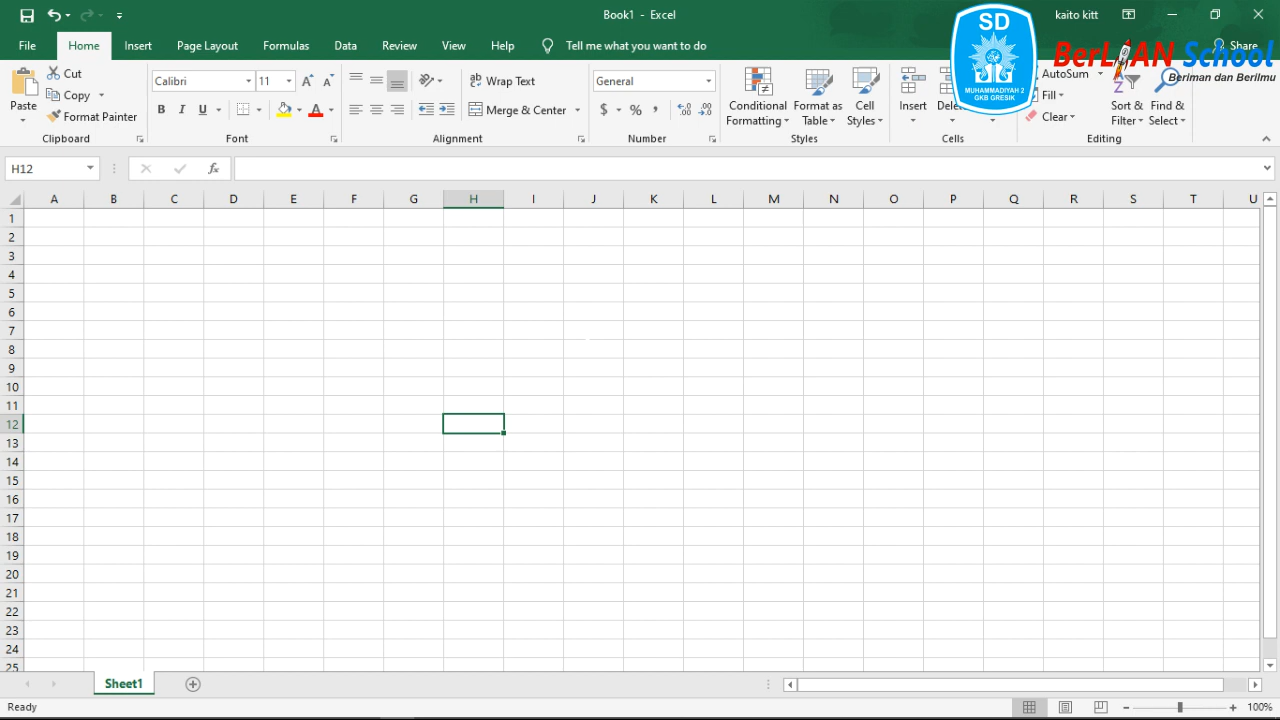 Book1 - Excel
kaito kitt
File Home Insert Page Layout Formulas Data Review View Help Tell me what you want to do Share
SD
MUHAMMADIYAH 2
GKB GRESIK
BerLIAN School
Beriman dan Berilmu
Paste
Cut
Copy
Format Painter
Clipboard
Calibri 11
B I U
Font
Wrap Text
Merge & Center
Alignment
General
$ % ,
Number
Conditional Formatting
Format as Table
Cell Styles
Styles
Insert
Cells
AutoSum
Fill
Clear
Sort & Filter
Find & Select
Editing
H12
fx
A B C D E F G H I J K L M N O P Q R S T U
1
2
3
4
5
6
7
8
9
10
11
12
13
14
15
16
17
18
19
20
21
22
23
24
25
Sheet1
Ready
100%